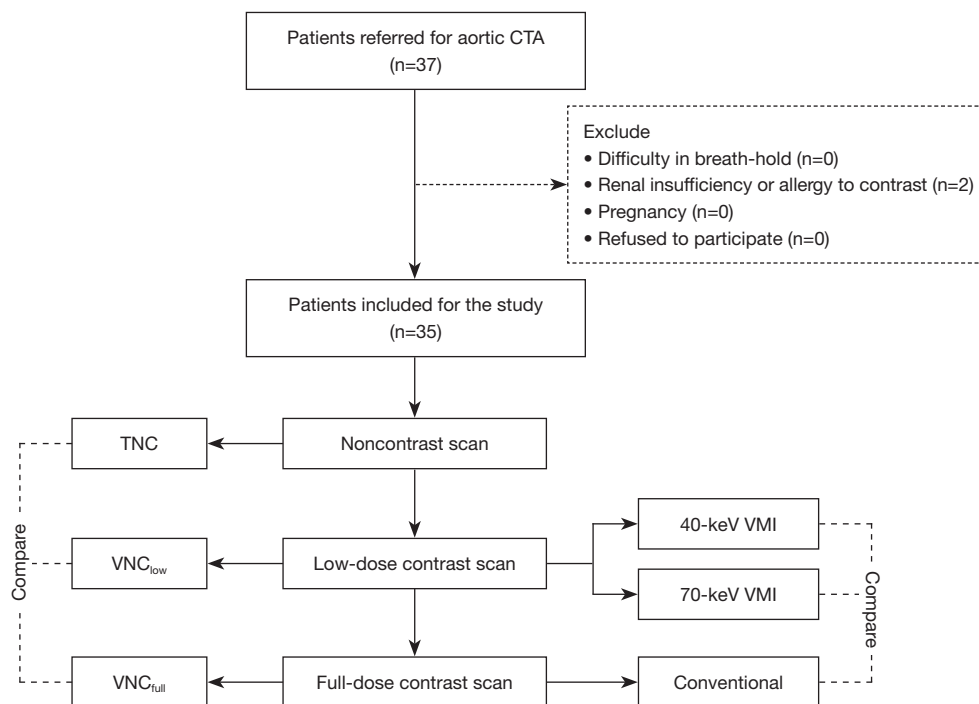 Patients referred for aortic CTA
(n=37)
Exclude
• Difficulty in breath-hold (n=0)
• Renal insufficiency or allergy to contrast (n=2)
• Pregnancy (n=0)
• Refused to participate (n=0)
Patients included for the study
(n=35)
TNC
Noncontrast scan
40-keV VMI
Compare
VNClow
Low-dose contrast scan
Compare
70-keV VMI
VNCfull
Full-dose contrast scan
Conventional